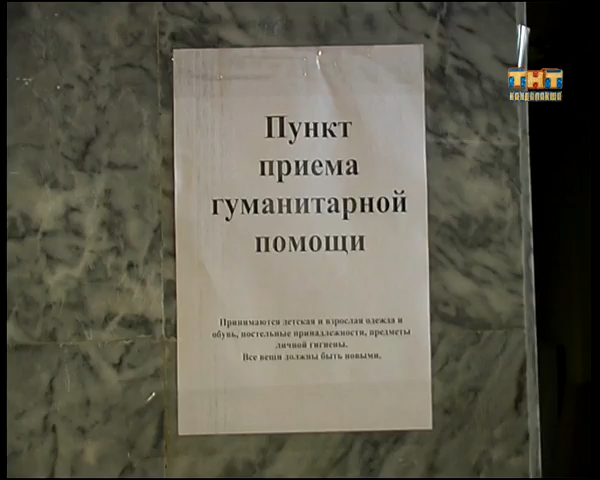 ТНТ
Пункт
приема
гуманитарной
помощи
Принимаются детская и взрослая одежда и
обувь, постельные принадлежности, предметы
личной гигиены.
Все вещи должны быть новыми.